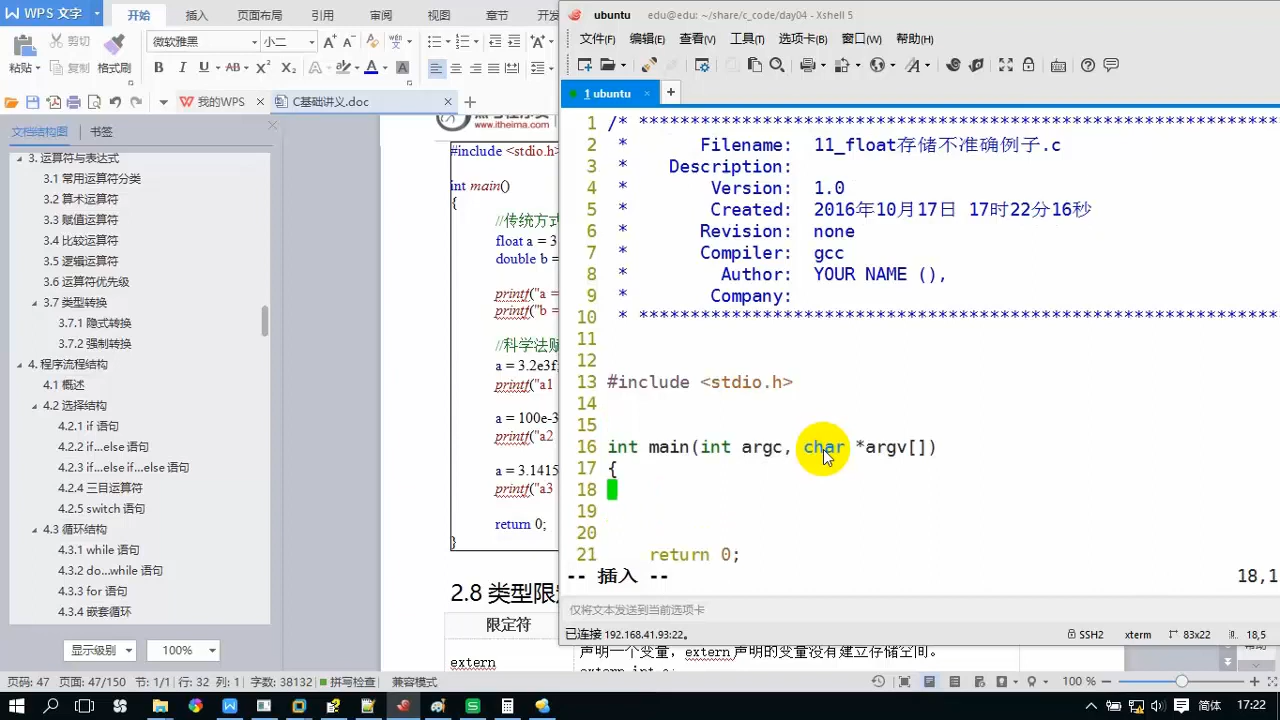 WPS 文字
开始 插入 页面布局 引用 审阅 视图 章节 开发
粘贴 剪切 复制 格式刷
微软雅黑 小二
B I U AB X² X₂ A
我的WPS C基础讲义.doc
文档结构图 书签
3. 运算符与表达式
3.1 常用运算符分类
3.2 算术运算符
3.3 赋值运算符
3.4 比较运算符
3.5 逻辑运算符
3.6 运算符优先级
3.7 类型转换
3.7.1 隐式转换
3.7.2 强制转换
4. 程序流程结构
4.1 概述
4.2 选择结构
4.2.1 if 语句
4.2.2 if...else 语句
4.2.3 if...else if...else 语句
4.2.4 三目运算符
4.2.5 switch 语句
4.3 循环结构
4.3.1 while 语句
4.3.2 do...while 语句
4.3.3 for 语句
4.3.4 嵌套循环
显示级别 100%
www.itheima.com
#include <stdio.h>
int main()
{
//传统方式
float a = 3
double b =
printf("a =
printf("b =
//科学法赋
a = 3.2e3f
printf("a1
a = 100e-3
printf("a2
a = 3.1415
printf("a3
return 0;
}
2.8 类型限
限定符
extern
声明一个变量，extern 声明的变量没有建立存储空间。
ubuntu edu@edu: ~/share/c_code/day04 - Xshell 5
文件(F) 编辑(E) 查看(V) 工具(T) 选项卡(B) 窗口(W) 帮助(H)
1 ubuntu
1 /* **************************************************************
2 * Filename: 11_float存储不准确例子.c
3 * Description:
4 * Version: 1.0
5 * Created: 2016年10月17日 17时22分16秒
6 * Revision: none
7 * Compiler: gcc
8 * Author: YOUR NAME (),
9 * Company:
10 * **************************************************************
11
12
13 #include <stdio.h>
14
15
16 int main(int argc, char *argv[])
17 {
18
19
20
21 return 0;
-- 插入 -- 18,1
仅将文本发送到当前选项卡
已连接 192.168.41.93:22。 SSH2 xterm 83x22 18,5
页码: 47 页面: 47/150 节: 1/1 行: 32 列: 1 字数: 38132 拼写检查 兼容模式 100 %
简体 17:22